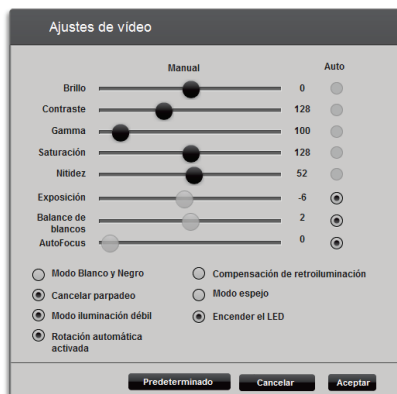 Ajustes de vídeo
Manual Auto
Brillo 0
Contraste 128
Gamma 100
Saturación 128
Nitidez 52
Exposición -6
Balance de
blancos 2
AutoFocus 0
Modo Blanco y Negro Compensación de retroiluminación
Cancelar parpadeo Modo espejo
Modo iluminación débil Encender el LED
Rotación automática
activada
Predeterminado Cancelar Aceptar